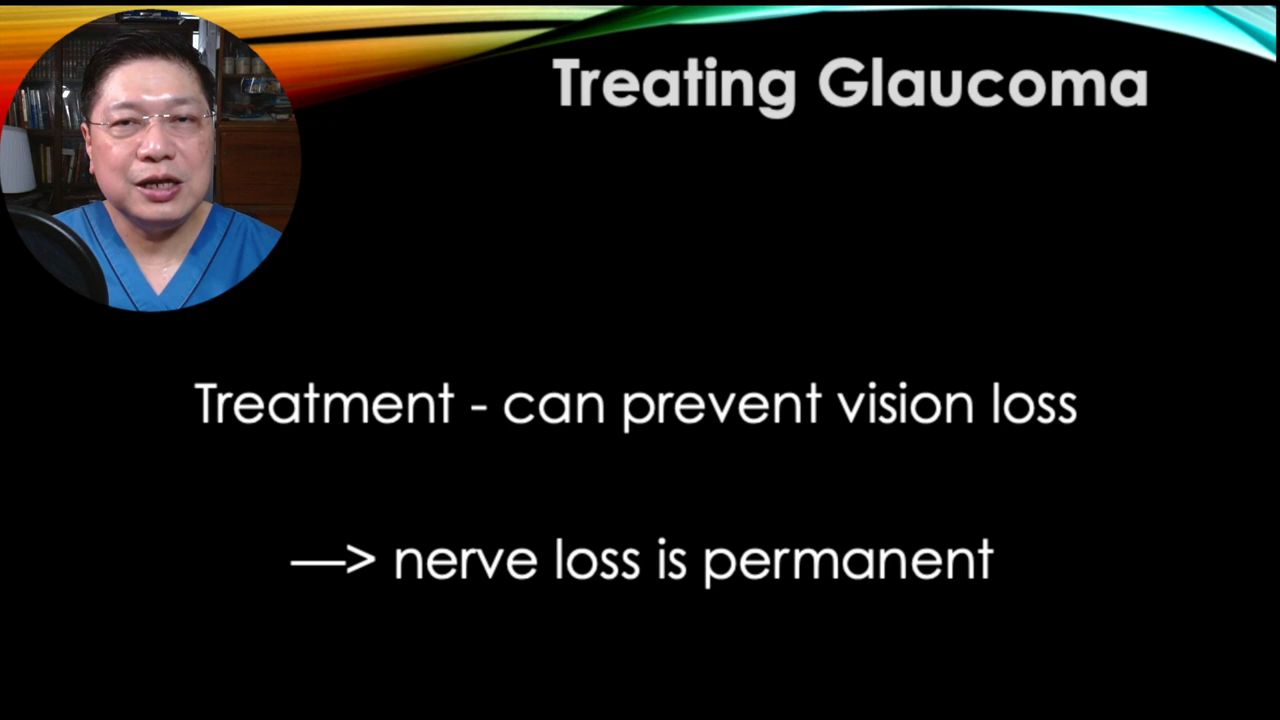 Treating Glaucoma
Treatment - can prevent vision loss
—> nerve loss is permanent